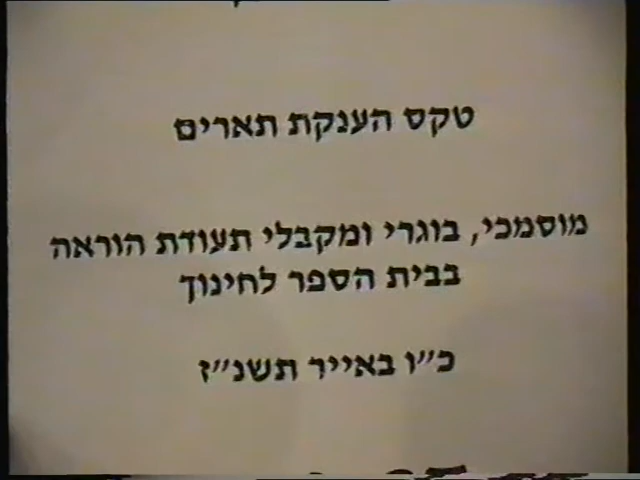 טקס הענקת תארים
מוסמכי, בוגרי ומקבלי תעודת הוראה
בבית הספר לחינוך
כ"ו באייר תשנ"ז